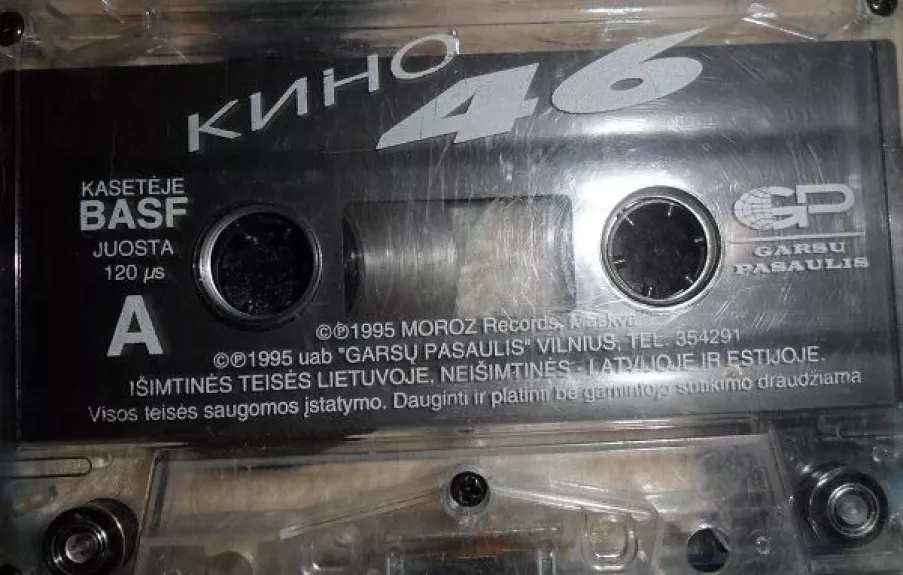 КИНО
46
KASETĖJE
BASF
JUOSTA
120 µs
A
GP
GARSU
PASAULIS
©℗1995 MOROZ Records, Maskva
©℗1995 uab "GARSŲ PASAULIS" VILNIUS, TEL. 354291
IŠIMTINĖS TEISĖS LIETUVOJE, NEIŠIMTINĖS - LATVIJOJE IR ESTIJOJE.
Visos teisės saugomos įstatymo. Dauginti ir platinti be gamintojo sutikimo draudžiama